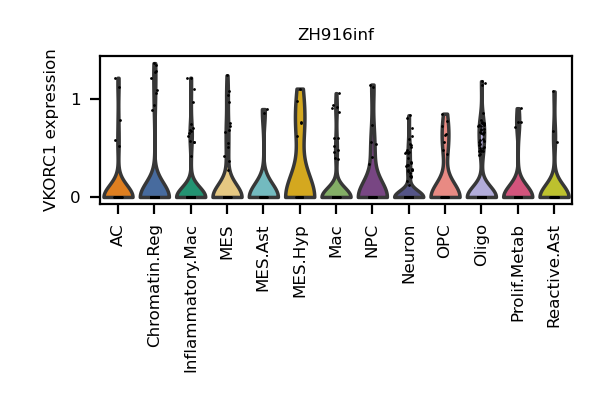 ZH916inf
VKORC1 expression
1
0
AC
Chromatin.Reg
Inflammatory.Mac
MES
MES.Ast
MES.Hyp
Mac
NPC
Neuron
OPC
Oligo
Prolif.Metab
Reactive.Ast